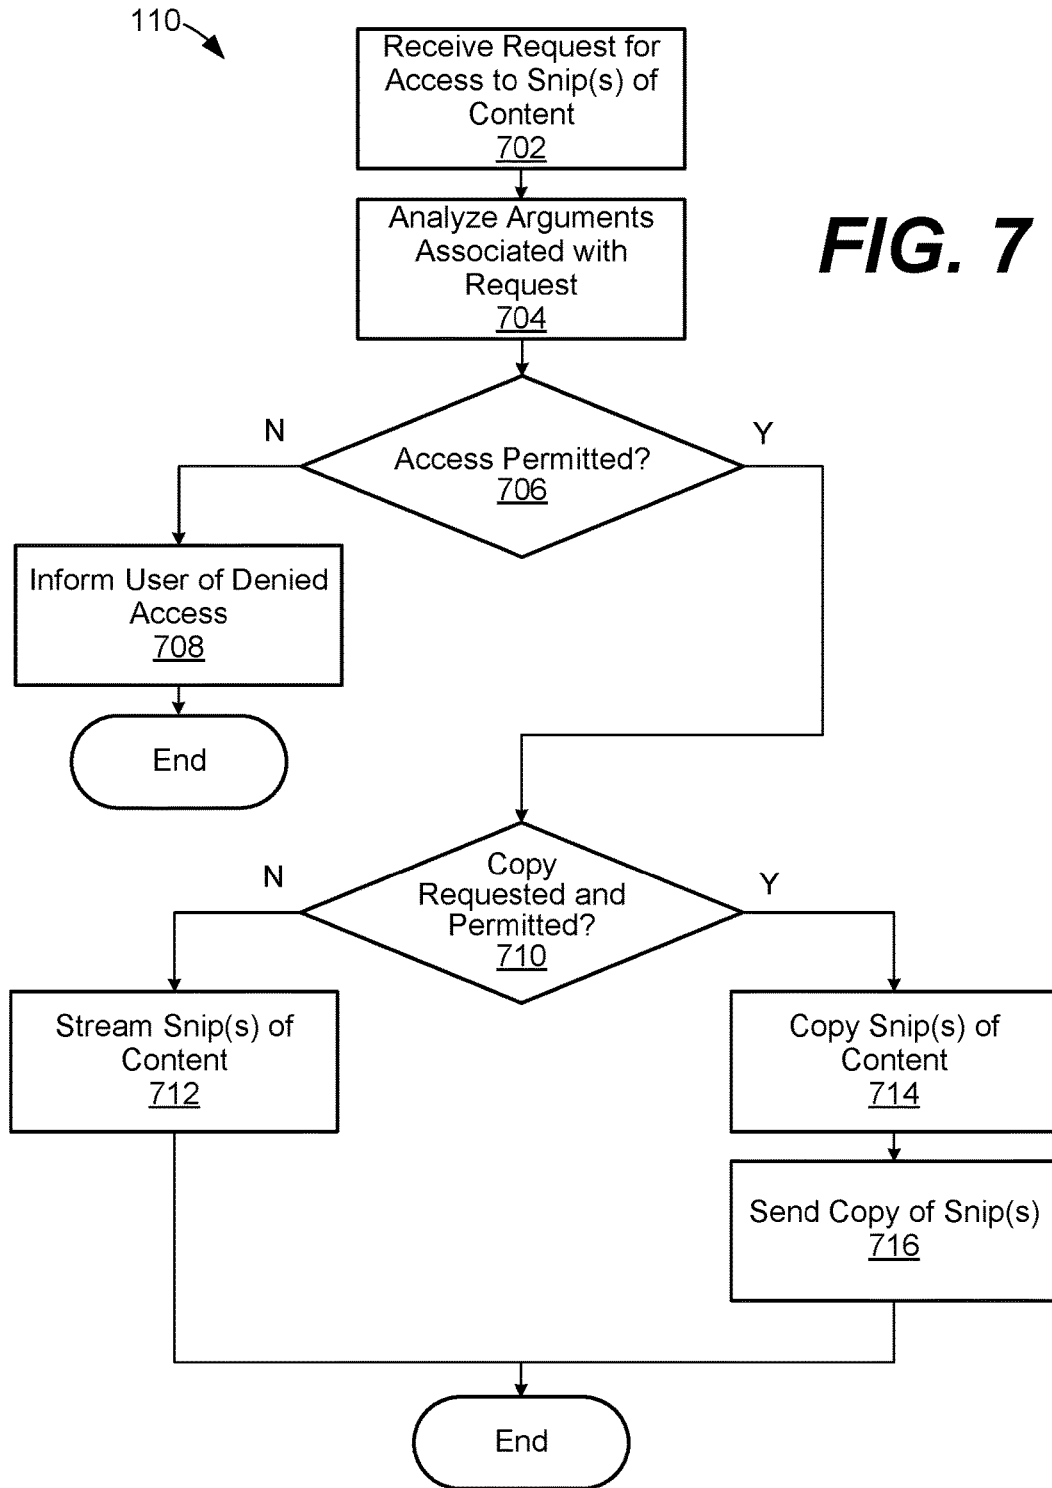 110
Receive Request for
Access to Snip(s) of
Content
702
Analyze Arguments
Associated with
Request
704
FIG. 7
N
Y
Access Permitted?
706
Inform User of Denied
Access
708
End
Copy
Requested and
Permitted?
710
N
Y
Stream Snip(s) of
Content
712
Copy Snip(s) of
Content
714
Send Copy of Snip(s)
716
End